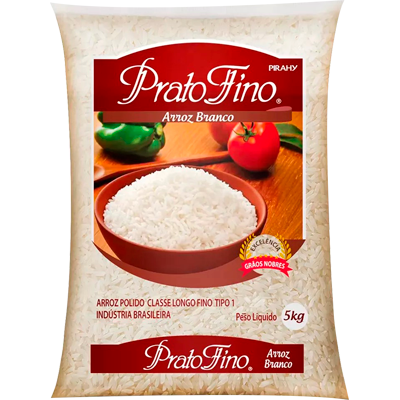 PIRAHY
Prato Fino®
Arroz Branco
EXCELÊNCIA
GRÃOS NOBRES
ARROZ POLIDO CLASSE LONGO FINO TIPO 1
INDÚSTRIA BRASILEIRA
Peso Líquido 5kg
Prato Fino®
Arroz
Branco